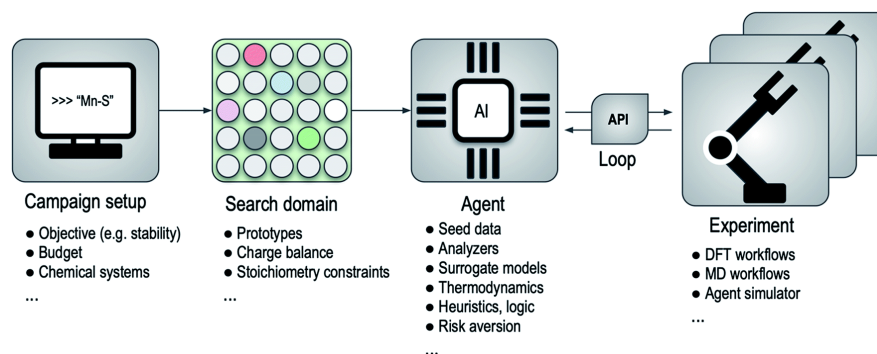 >>> “Mn-S”
AI
API
Loop
Campaign setup
● Objective (e.g. stability)
● Budget
● Chemical systems
...
Search domain
● Prototypes
● Charge balance
● Stoichiometry constraints
...
Agent
● Seed data
● Analyzers
● Surrogate models
● Thermodynamics
● Heuristics, logic
● Risk aversion
...
Experiment
● DFT workflows
● MD workflows
● Agent simulator
...